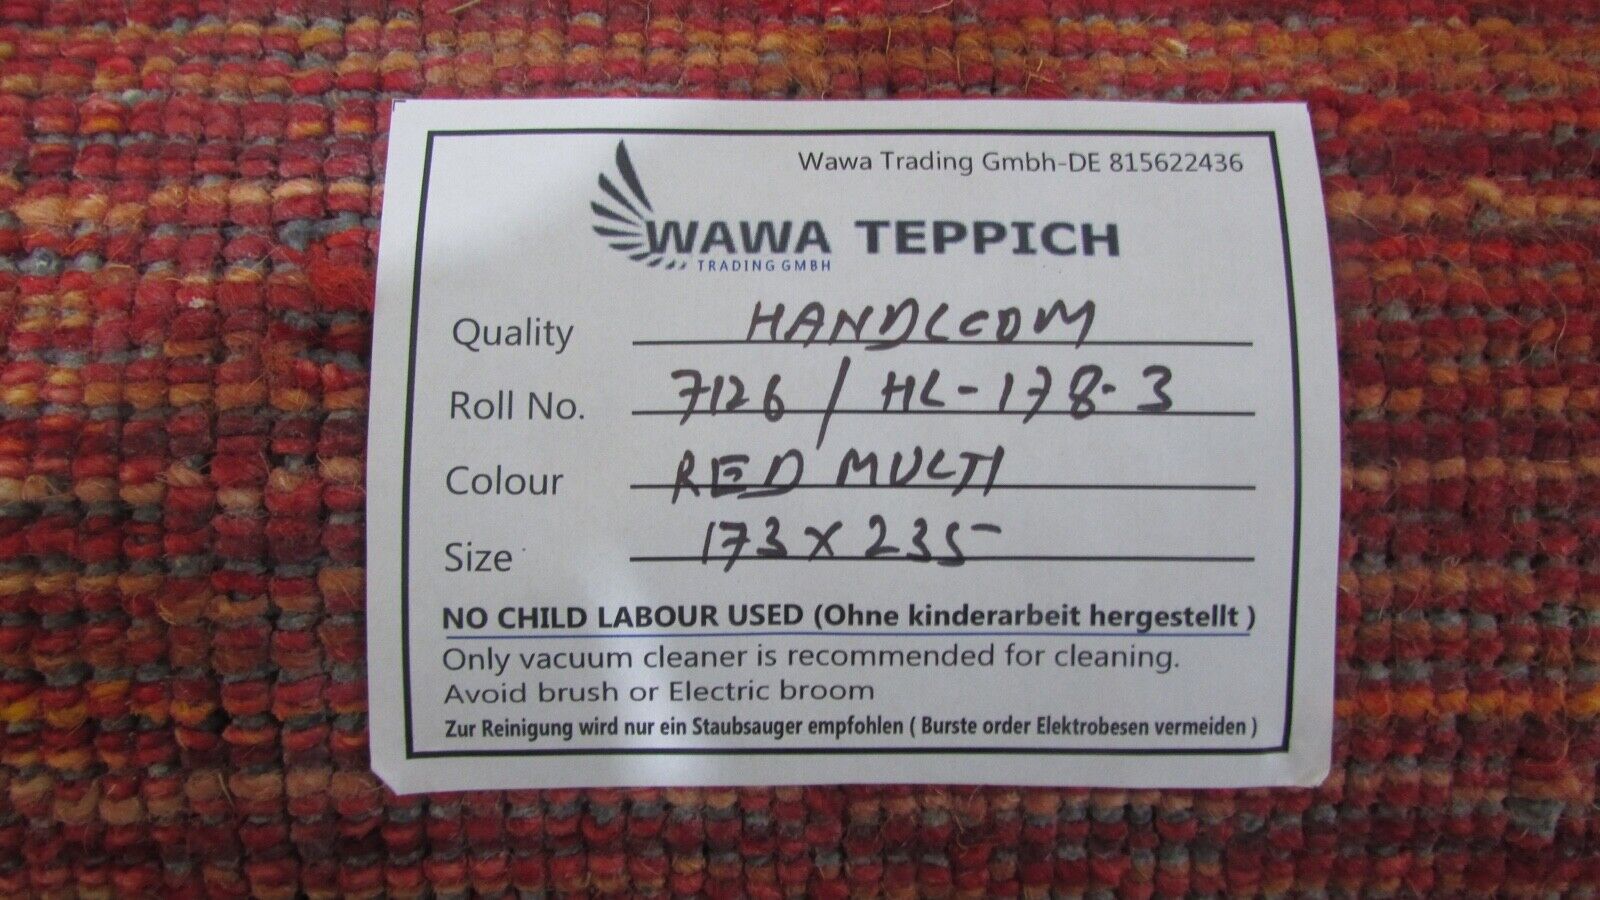 Wawa Trading Gmbh-DE 815622436
WAWA TEPPICH
TRADING GMBH
Quality HANDLOOM
Roll No. 7126 / HL-178-3
Colour RED MULTI
Size 173 x 235
NO CHILD LABOUR USED (Ohne kinderarbeit hergestellt )
Only vacuum cleaner is recommended for cleaning.
Avoid brush or Electric broom
Zur Reinigung wird nur ein Staubsauger empfohlen ( Burste order Elektrobesen vermeiden )